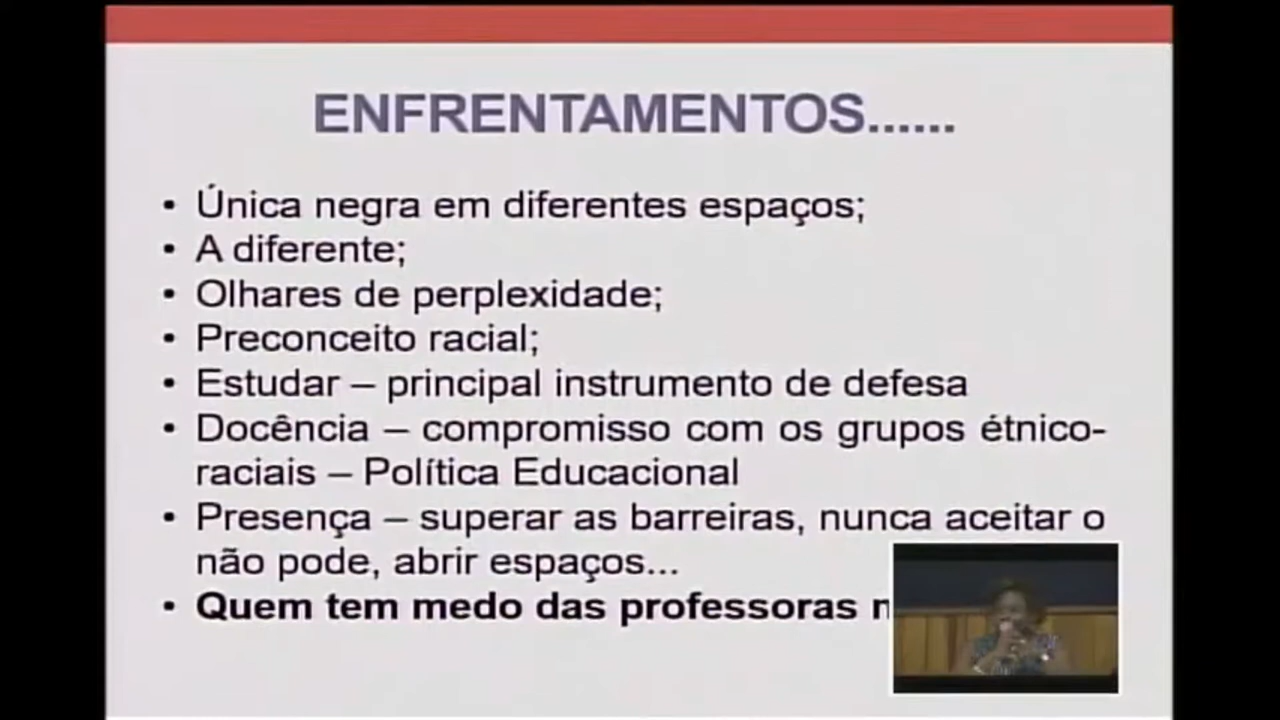 ENFRENTAMENTOS......
• Única negra em diferentes espaços;
• A diferente;
• Olhares de perplexidade;
• Preconceito racial;
• Estudar – principal instrumento de defesa
• Docência – compromisso com os grupos étnico-
raciais – Política Educacional
• Presença – superar as barreiras, nunca aceitar o
não pode, abrir espaços...
• Quem tem medo das professoras